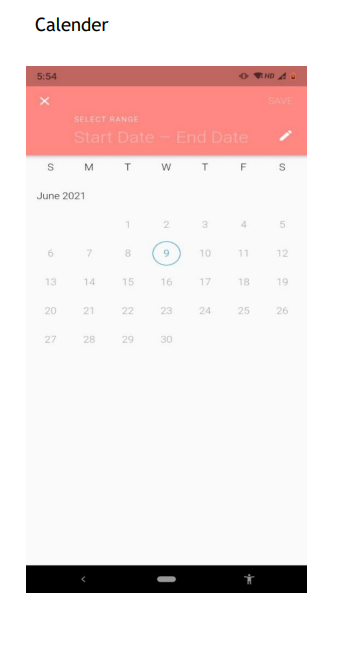 Calender
5:54 HD
SAVE
SELECT RANGE
Start Date – End Date
S M T W T F S
June 2021
1 2 3 4 5
6 7 8 9 10 11 12
13 14 15 16 17 18 19
20 21 22 23 24 25 26
27 28 29 30